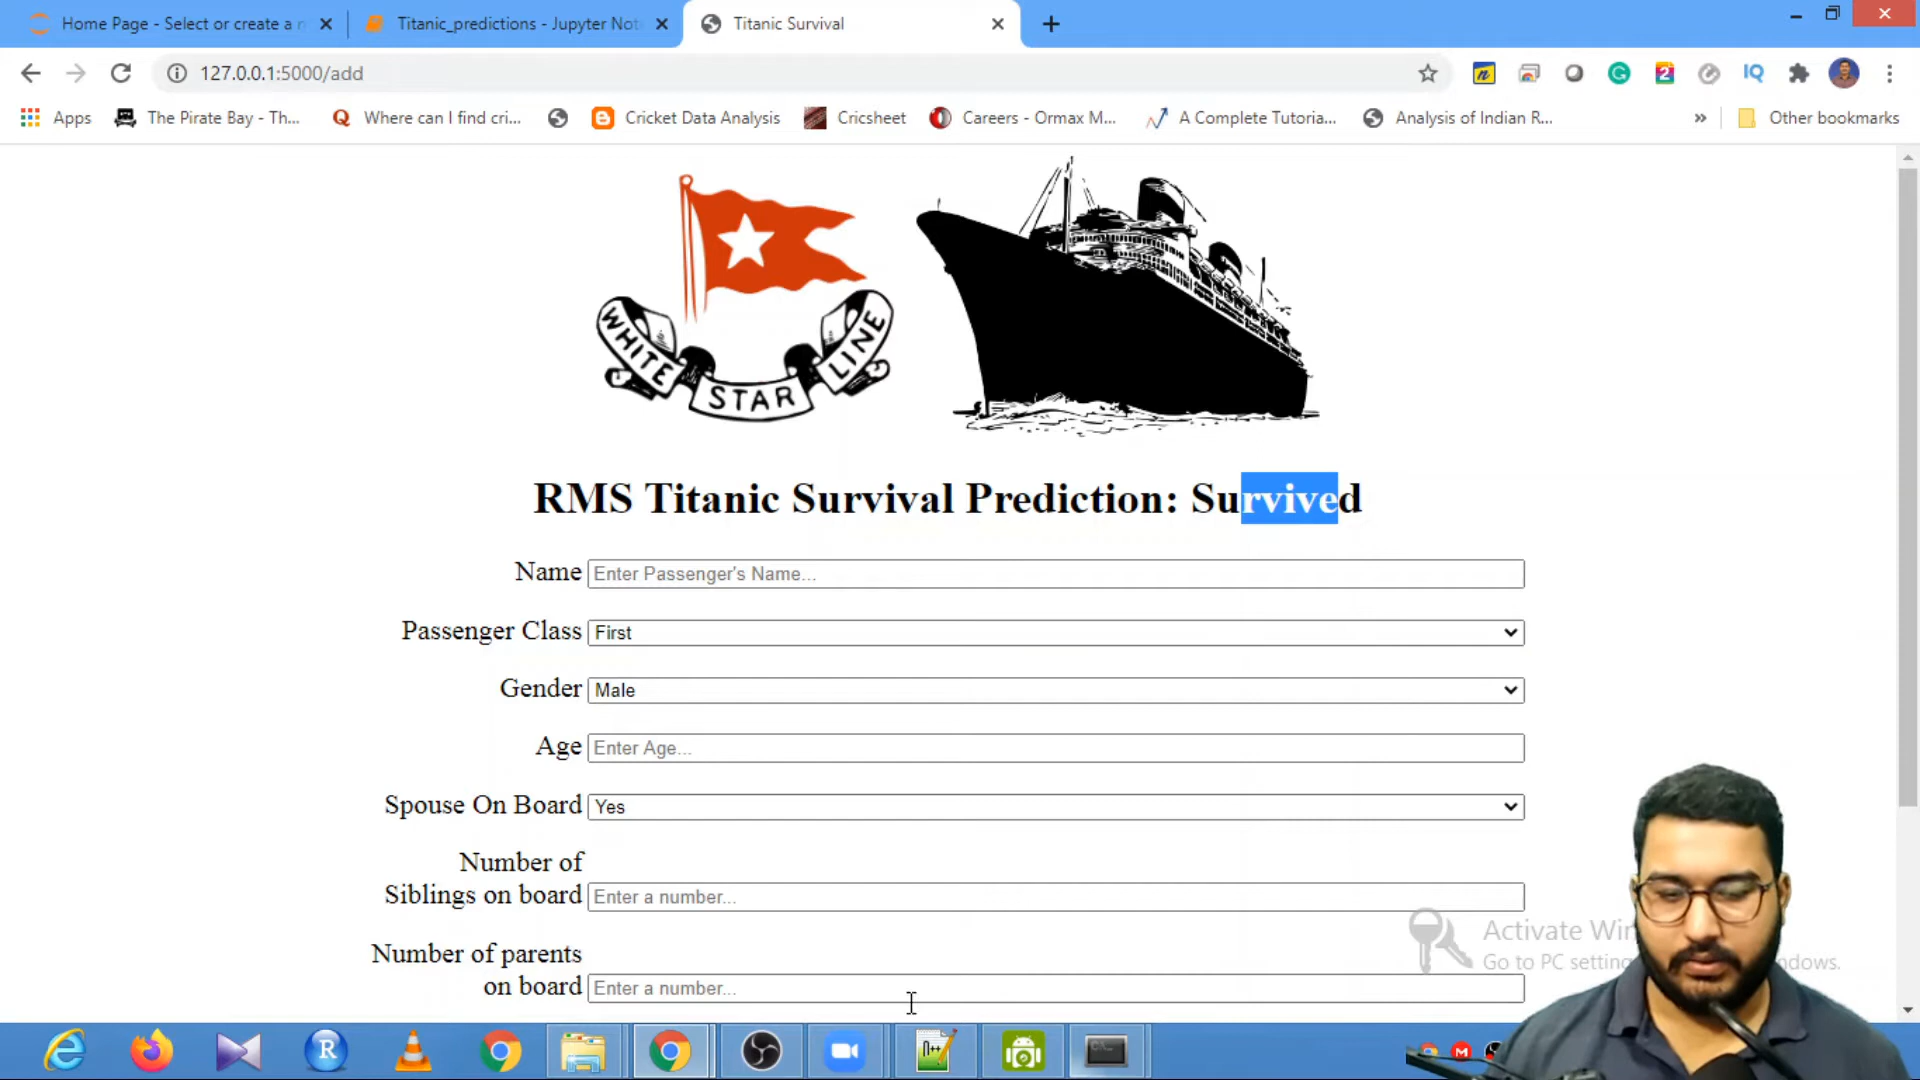 Home Page - Select or create a n
Titanic_predictions - Jupyter Not
Titanic Survival
127.0.0.1:5000/add
Apps
The Pirate Bay - Th...
Where can I find cri...
Cricket Data Analysis
Cricsheet
Careers - Ormax M...
A Complete Tutoria...
Analysis of Indian R...
Other bookmarks
WHITE STAR LINE
RMS Titanic Survival Prediction: Survived
Name
Enter Passenger's Name...
Passenger Class
First
Gender
Male
Age
Enter Age...
Spouse On Board
Yes
Number of
Siblings on board
Enter a number...
Number of parents
on board
Enter a number...
Activate Win
Go to PC setting
ndows.